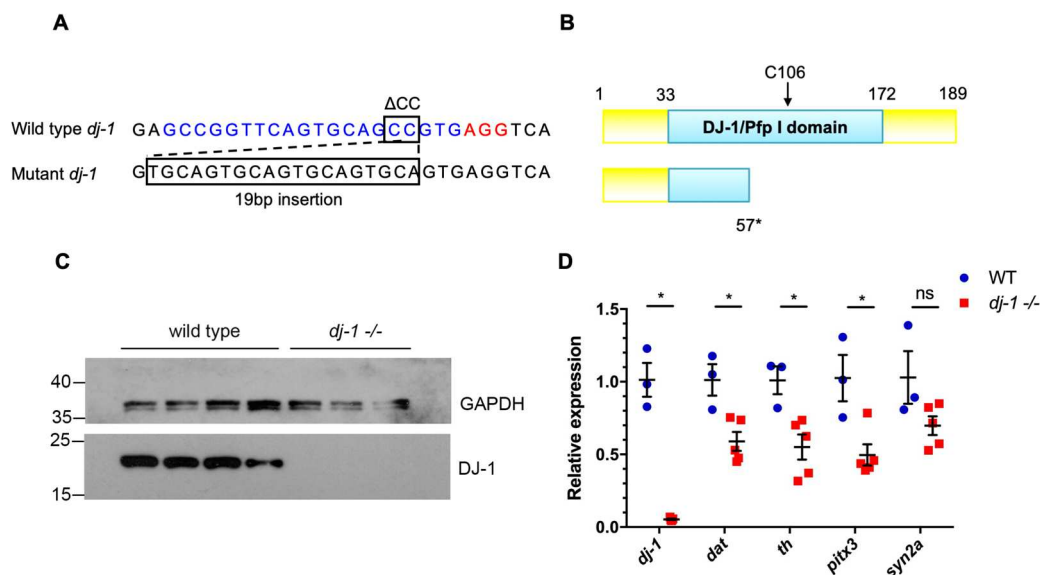 A
ΔCC
Wild type dj-1 GAGCCGGTTCAGTGCAGCCGTGAGGTCA
Mutant dj-1 GTGCAGTGCAGTGCAGTGCAGTGAGGTCA
19bp insertion
B
C106
1 33 172 189
DJ-1/Pfp I domain
57*
C
wild type dj-1 -/-
40
35
GAPDH
25
15
DJ-1
D
WT
dj-1 -/-
* * * * ns
1.5
1.0
0.5
0.0
Relative expression
dj-1 dat th pitx3 syn2a